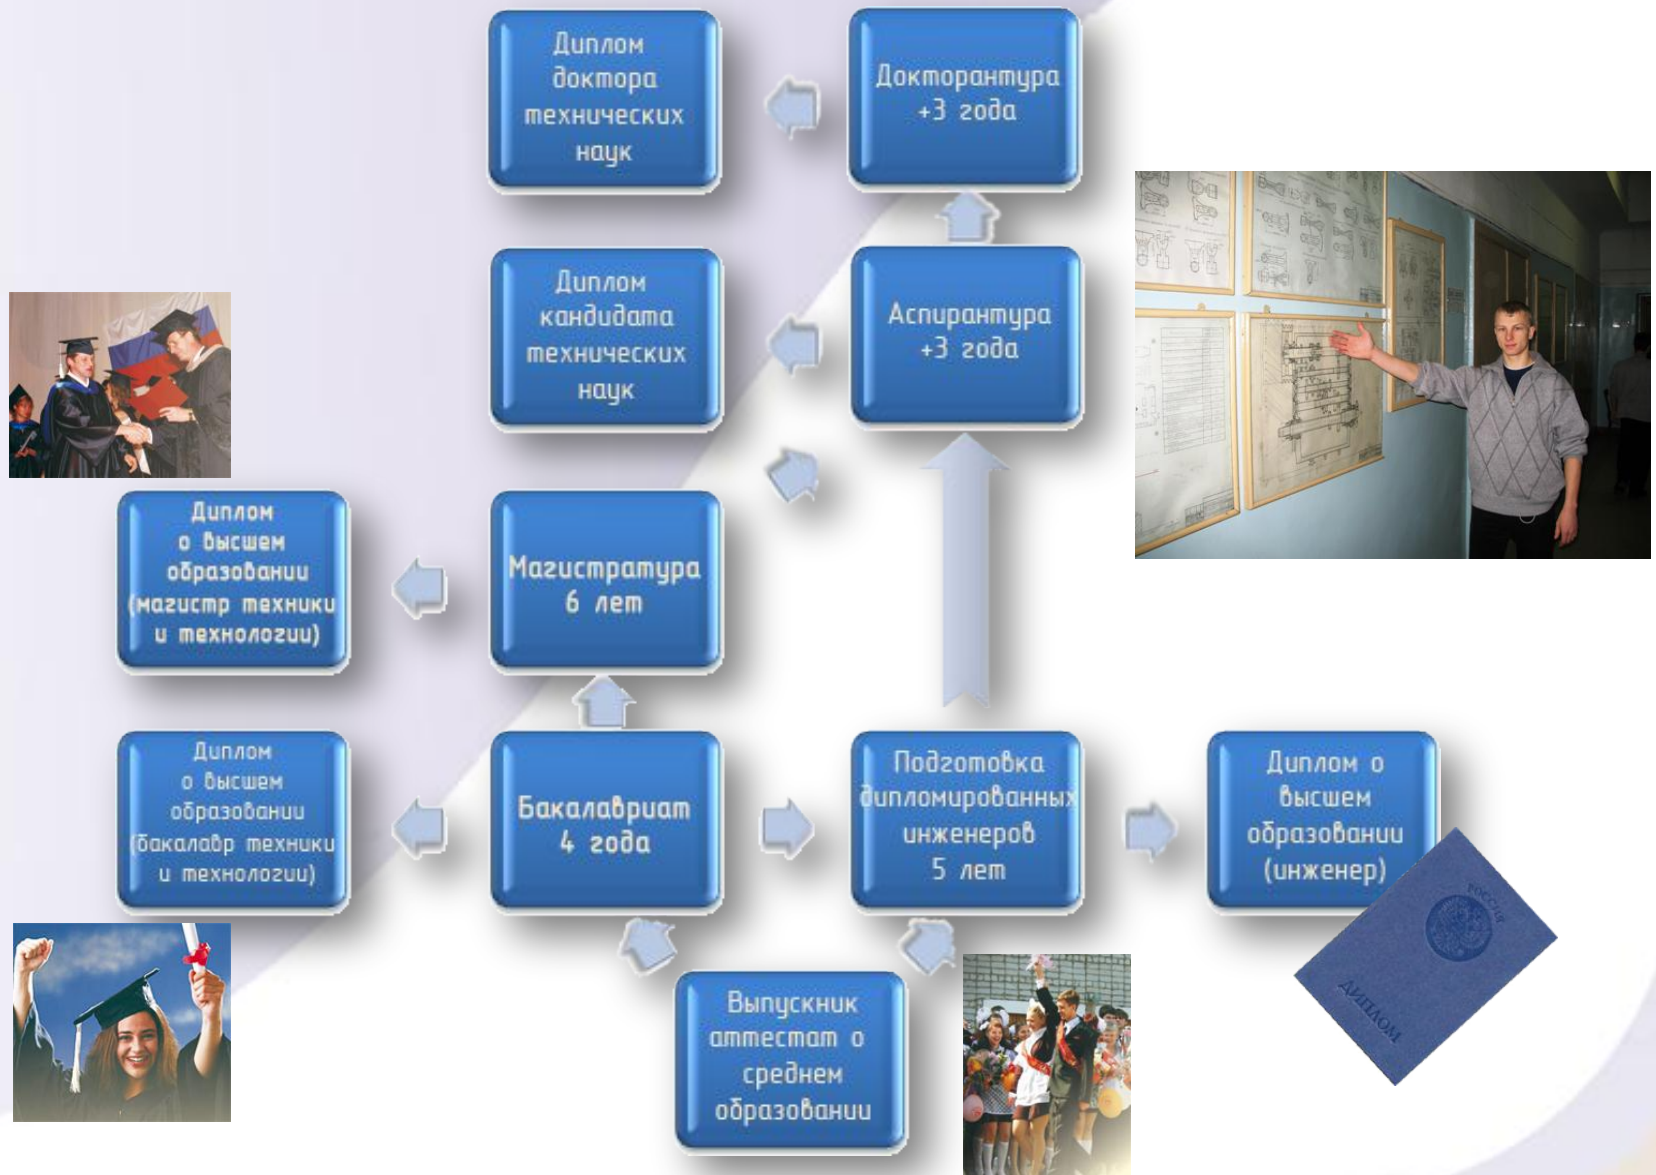 Диплом
доктора
технических
наук
Докторантура
+3 года
Диплом
кандидата
технических
наук
Аспирантура
+3 года
Диплом
о высшем
образовании
(магистр техники
и технологии)
Магистратура
6 лет
Диплом
о высшем
образовании
(бакалавр техники
и технологии)
Бакалавриат
4 года
Подготовка
дипломированных
инженеров
5 лет
Диплом о
высшем
образовании
(инженер)
РОССИЯ
ДИПЛОМ
Выпускник
аттестат о
среднем
образовании